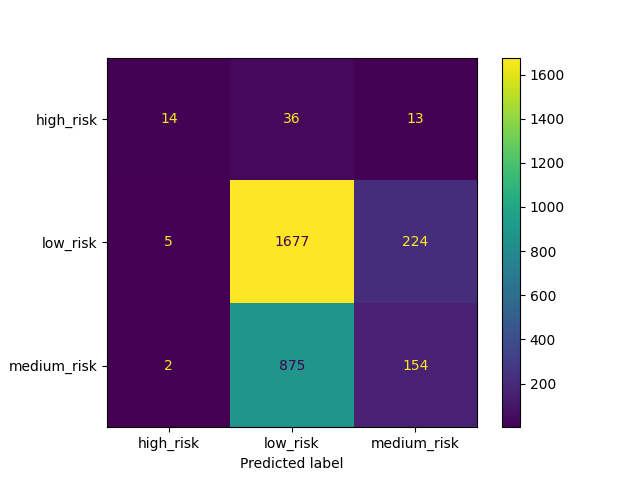 high_risk 14 36 13
low_risk 5 1677 224
medium_risk 2 875 154
high_risk low_risk medium_risk
Predicted label
1600
1400
1200
1000
800
600
400
200